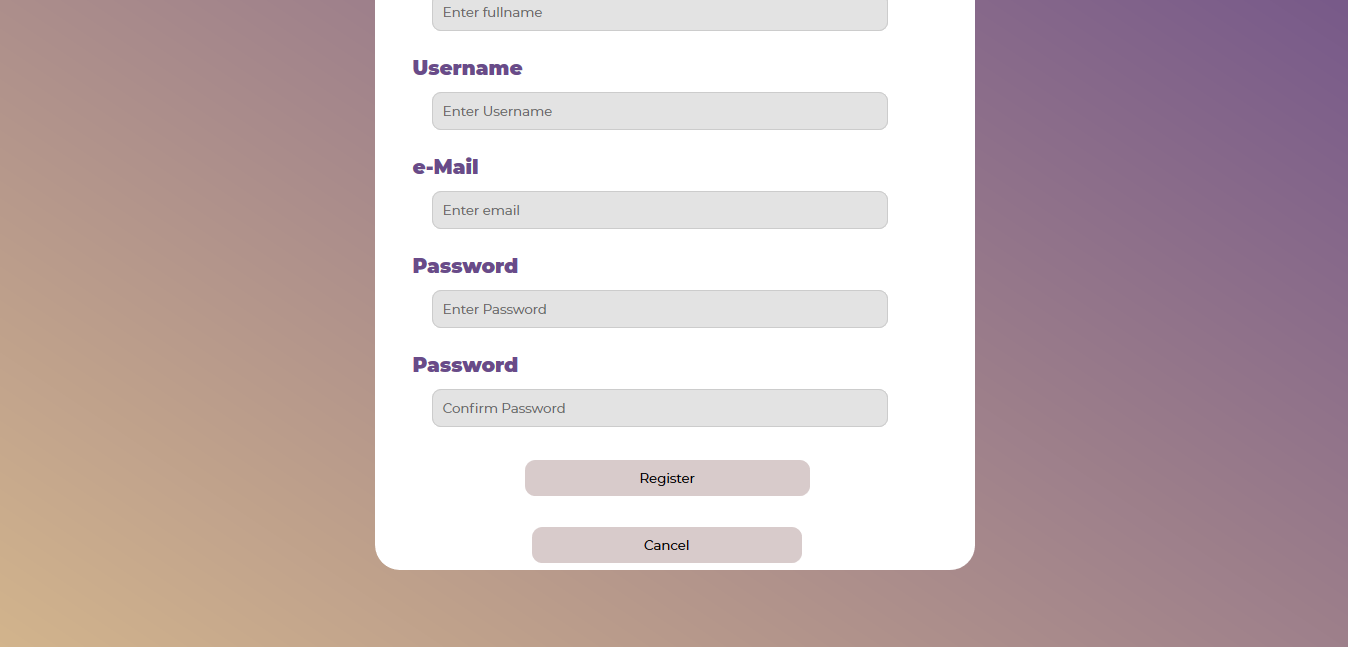 Enter fullname
Username
Enter Username
e-Mail
Enter email
Password
Enter Password
Password
Confirm Password
Register
Cancel